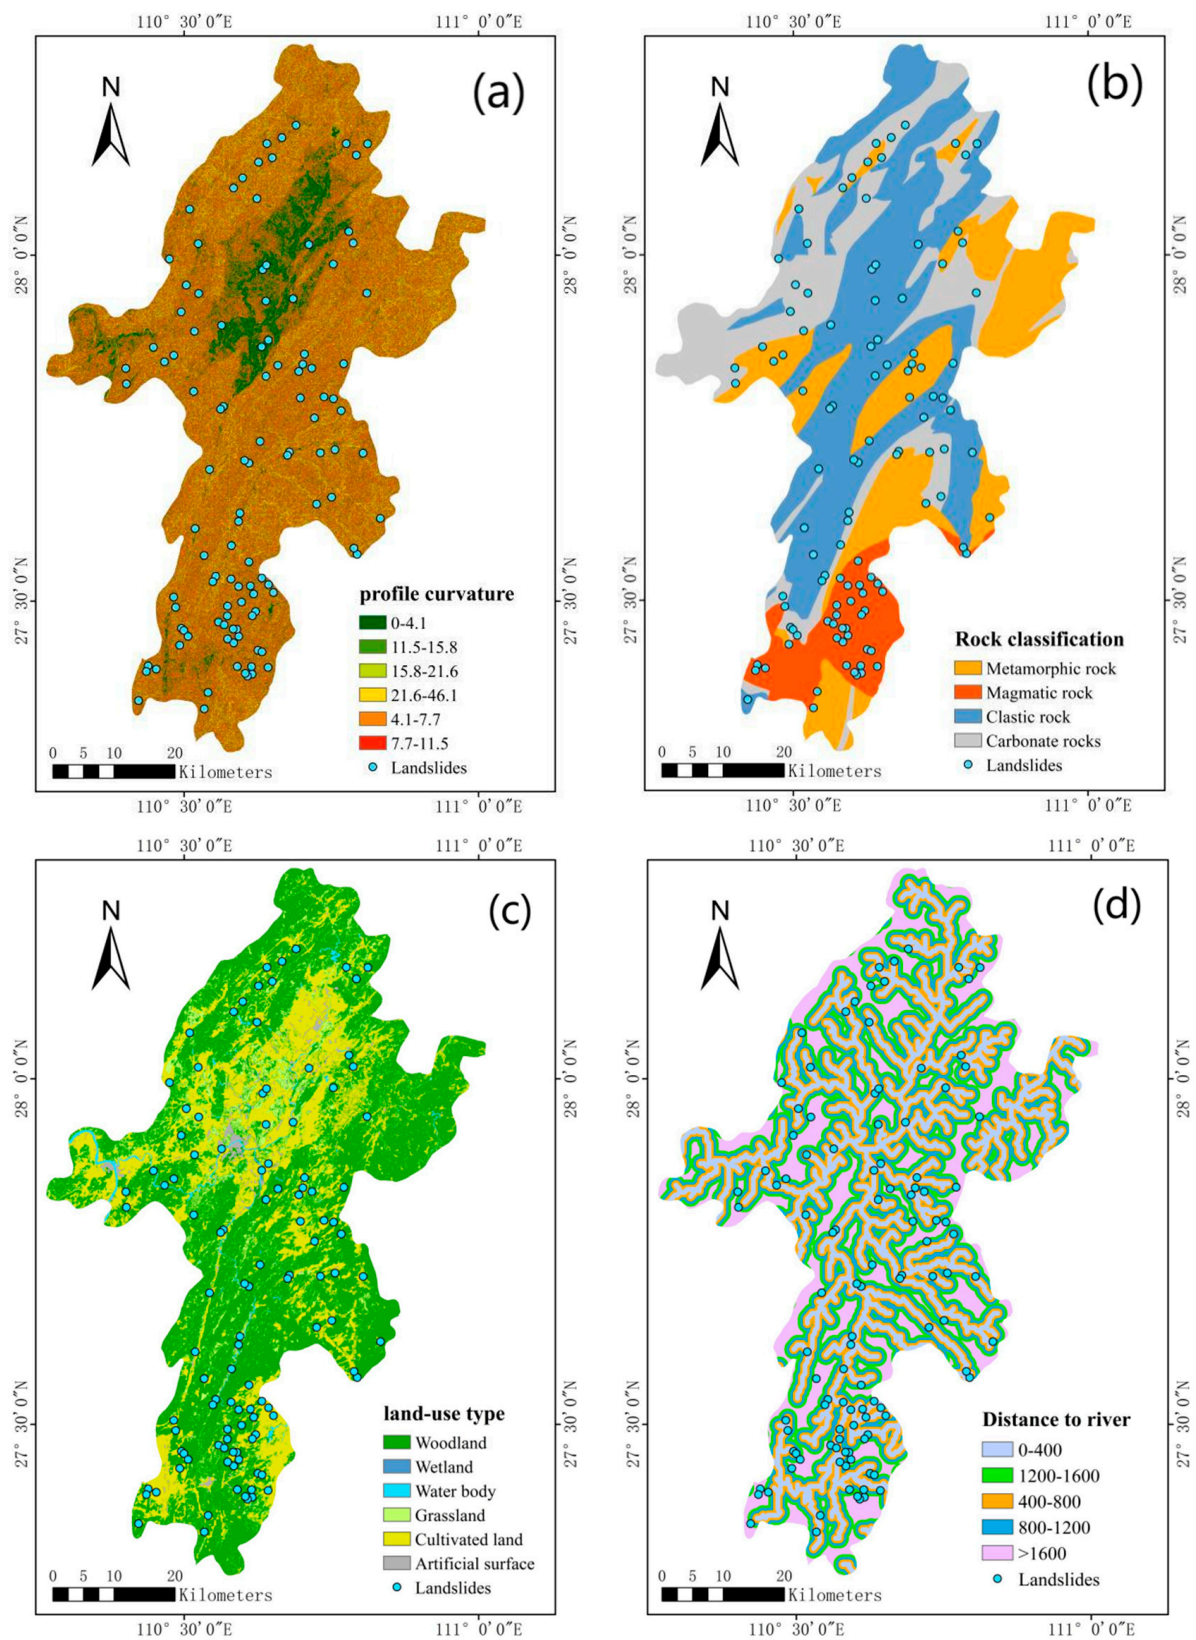 110° 30′0″E 111° 0′0″E
28° 0′0″N
27° 30′0″N
N
(a)
profile curvature
0-4.1
11.5-15.8
15.8-21.6
21.6-46.1
4.1-7.7
7.7-11.5
Landslides
0 5 10 20
Kilometers
28° 0′0″N
27° 30′0″N
110° 30′0″E 111° 0′0″E
110° 30′0″E 111° 0′0″E
28° 0′0″N
27° 30′0″N
N
(b)
Rock classification
Metamorphic rock
Magmatic rock
Clastic rock
Carbonate rocks
Landslides
0 5 10 20
Kilometers
28° 0′0″N
27° 30′0″N
110° 30′0″E 111° 0′0″E
110° 30′0″E 111° 0′0″E
28° 0′0″N
27° 30′0″N
N
(c)
land-use type
Woodland
Wetland
Water body
Grassland
Cultivated land
Artificial surface
Landslides
0 5 10 20
Kilometers
28° 0′0″N
27° 30′0″N
110° 30′0″E 111° 0′0″E
110° 30′0″E 111° 0′0″E
28° 0′0″N
27° 30′0″N
N
(d)
Distance to river
0-400
1200-1600
400-800
800-1200
>1600
Landslides
0 5 10 20
Kilometers
28° 0′0″N
27° 30′0″N
110° 30′0″E 111° 0′0″E